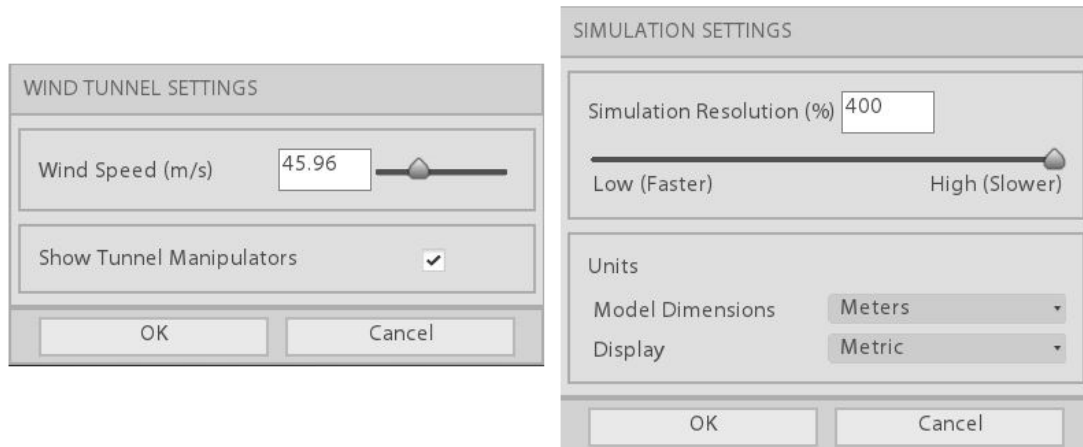 WIND TUNNEL SETTINGS
Wind Speed (m/s) 45.96
Show Tunnel Manipulators
OK Cancel
SIMULATION SETTINGS
Simulation Resolution (%) 400
Low (Faster) High (Slower)
Units
Model Dimensions Meters
Display Metric
OK Cancel